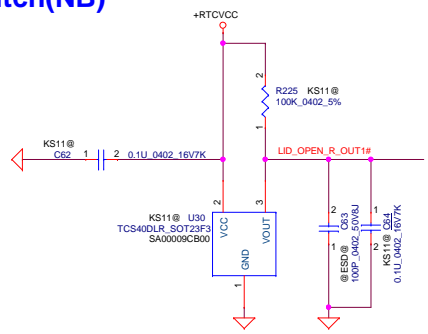 itch(NB)
+RTCVCC
2
R225 KS11@
100K_0402_5%
1
KS11@
C62 1 2 0.1U_0402_16V7K
LID_OPEN_R_OUT1#
2 3
KS11@ U30
TCS40DLR_SOT23F3
SA00009CB00
VCC
VOUT
GND
1
2
1
@ESD@ C63
100P_0402_50V8J
1
2
KS11@ C64
0.1U_0402_16V7K